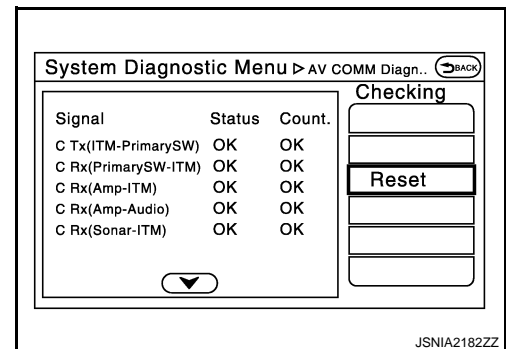 System Diagnostic Menu ▷ AV COMM Diagn.. BACK
Checking
Signal Status Count.
C Tx(ITM-PrimarySW) OK OK
C Rx(PrimarySW-ITM) OK OK
C Rx(Amp-ITM) OK OK
C Rx(Amp-Audio) OK OK
C Rx(Sonar-ITM) OK OK
Reset
JSNIA2182ZZ